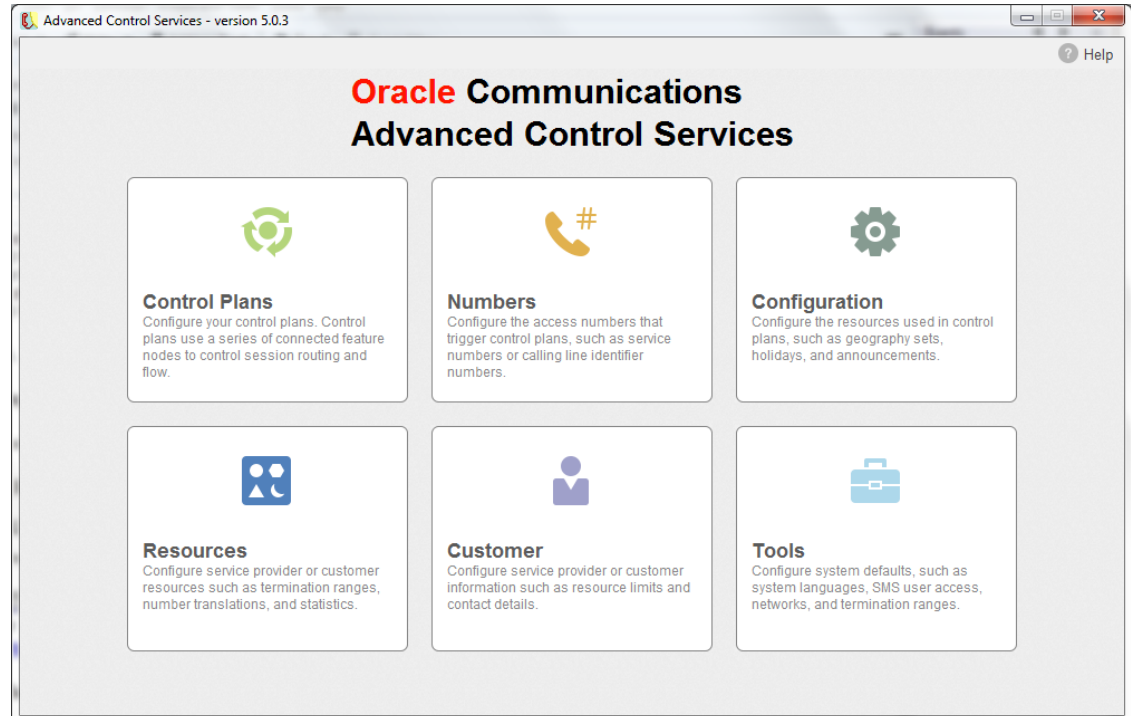 Advanced Control Services - version 5.0.3
? Help
Oracle Communications
Advanced Control Services
#
Control Plans
Configure your control plans. Control
plans use a series of connected feature
nodes to control session routing and
flow.
Numbers
Configure the access numbers that
trigger control plans, such as service
numbers or calling line identifier
numbers.
Configuration
Configure the resources used in control
plans, such as geography sets,
holidays, and announcements.
Resources
Configure service provider or customer
resources such as termination ranges,
number translations, and statistics.
Customer
Configure service provider or customer
information such as resource limits and
contact details.
Tools
Configure system defaults, such as
system languages, SMS user access,
networks, and termination ranges.